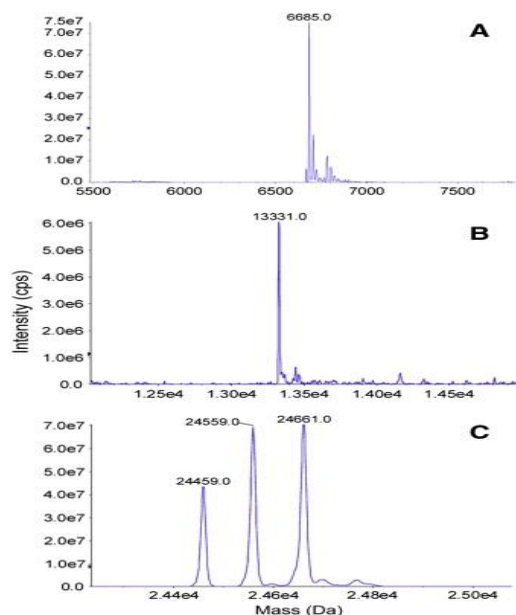 A
6685.0
7.5e7
7.0e7
6.0e7
5.0e7
4.0e7
3.0e7
2.0e7
1.0e7
0.0
5500 6000 6500 7000 7500
B
13331.0
6.0e6
5.0e6
4.0e6
3.0e6
2.0e6
1.0e6
0.0
1.25e4 1.30e4 1.35e4 1.40e4 1.45e4
Intensity (cps)
C
24559.0 24661.0
24459.0
7.0e7
6.0e7
5.0e7
4.0e7
3.0e7
2.0e7
1.0e7
0.0
2.44e4 2.46e4 2.48e4 2.50e4
Mass (Da)